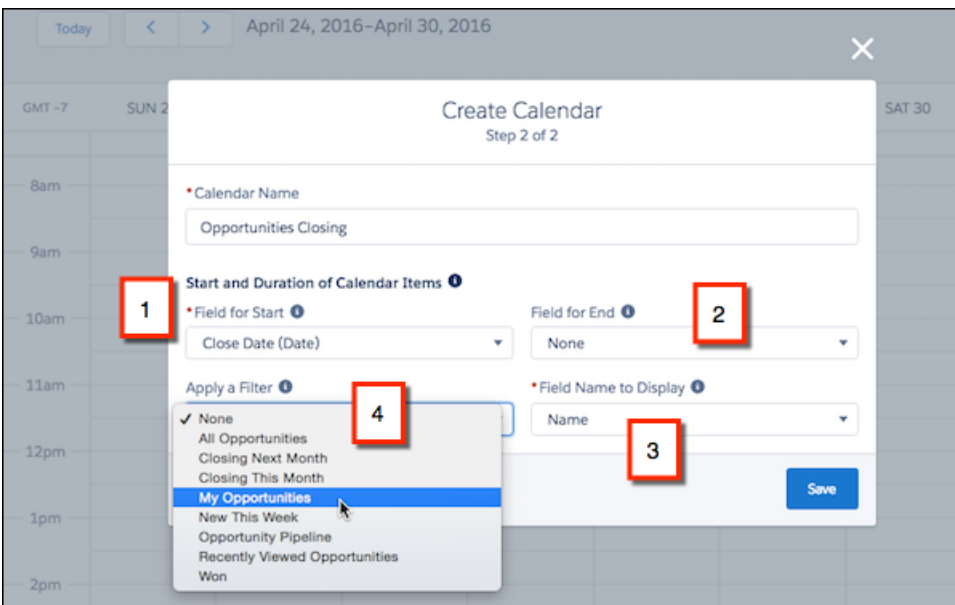 Today < > April 24, 2016–April 30, 2016
GMT -7 SUN 2 SAT 30
Create Calendar
Step 2 of 2
8am
*Calendar Name
Opportunities Closing
9am
Start and Duration of Calendar Items
1
2
10am
*Field for Start Field for End
Close Date (Date) None
11am
Apply a Filter *Field Name to Display
4
✓ None
Name
All Opportunities
3
12pm
Closing Next Month
Closing This Month
My Opportunities
Save
1pm
New This Week
Opportunity Pipeline
Recently Viewed Opportunities
Won
2pm